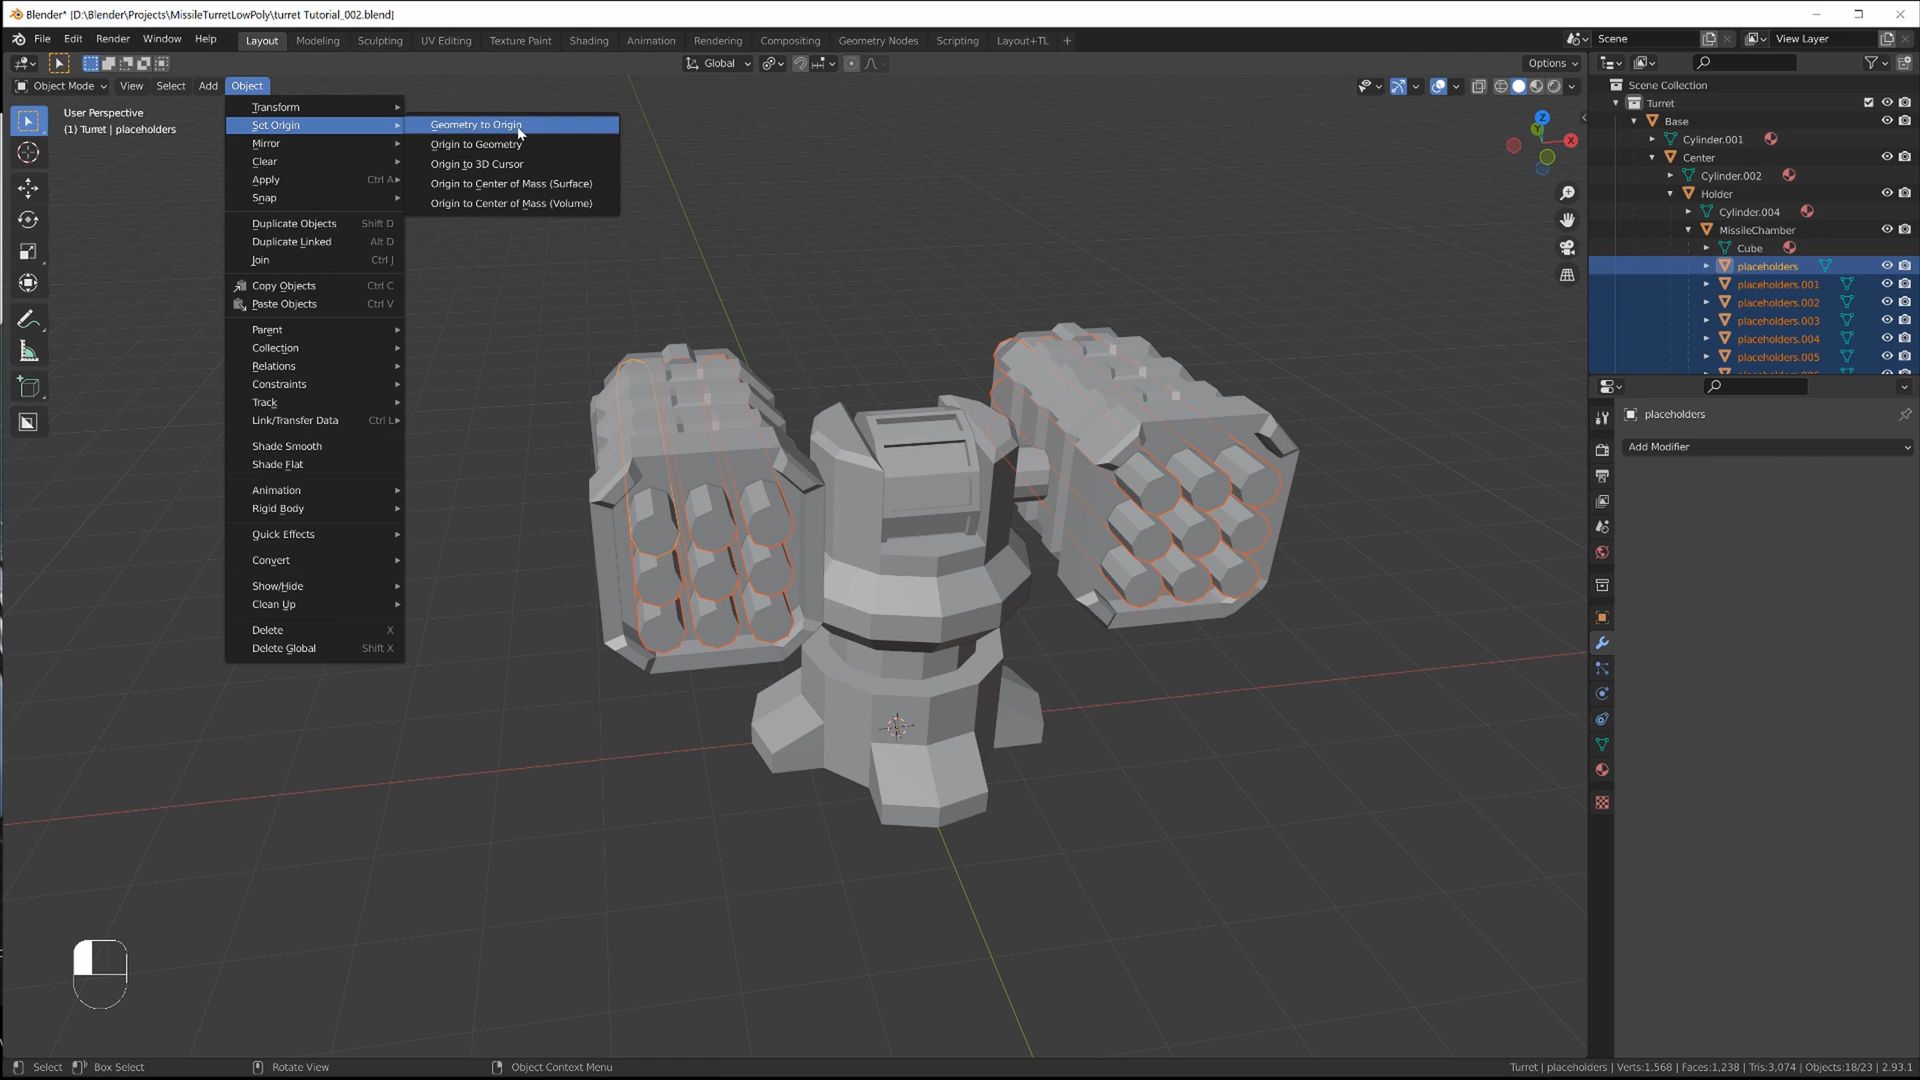 Blender* [D:\Blender\Projects\MissileTurretLowPoly\turret Tutorial_002.blend]
File Edit Render Window Help Layout Modeling Sculpting UV Editing Texture Paint Shading Animation Rendering Compositing Geometry Nodes Scripting Layout+TL + Scene View Layer
Global Options
Object Mode View Select Add Object
User Perspective
(1) Turret | placeholders
Transform
Set Origin
Mirror
Clear
Apply Ctrl A
Snap
Duplicate Objects Shift D
Duplicate Linked Alt D
Join Ctrl J
Copy Objects Ctrl C
Paste Objects Ctrl V
Parent
Collection
Relations
Constraints
Track
Link/Transfer Data Ctrl L
Shade Smooth
Shade Flat
Animation
Rigid Body
Quick Effects
Convert
Show/Hide
Clean Up
Delete X
Delete Global Shift X
Geometry to Origin
Origin to Geometry
Origin to 3D Cursor
Origin to Center of Mass (Surface)
Origin to Center of Mass (Volume)
Z
Y
X
Scene Collection
Turret
Base
Cylinder.001
Center
Cylinder.002
Holder
Cylinder.004
MissileChamber
Cube
placeholders
placeholders.001
placeholders.002
placeholders.003
placeholders.004
placeholders.005
placeholders
Add Modifier
Select Box Select Rotate View Object Context Menu
Turret | placeholders | Verts:1,568 | Faces:1,238 | Tris:3,074 | Objects:18/23 | 2.93.1